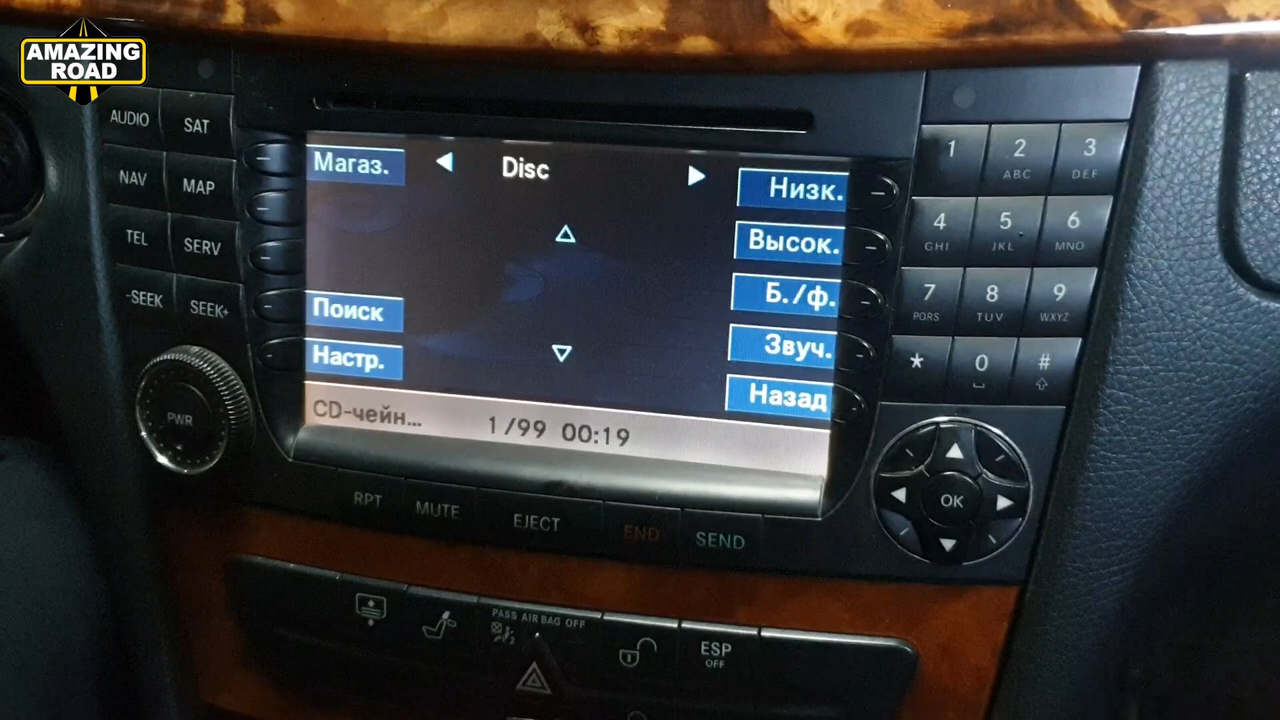 AMAZING
ROAD
AUDIO
SAT
NAV
MAP
TEL
SERV
-SEEK
SEEK+
PWR
Магаз.
Disc
Низк.
Высок.
Б./ф.
Поиск
Звуч.
Настр.
Назад
CD-чейн... 1/99 00:19
1
2 ABC
3 DEF
4 GHI
5 JKL
6 MNO
7 PQRS
8 TUV
9 WXYZ
*
0
#
OK
RPT
MUTE
EJECT
END
SEND
PASS AIR BAG OFF
ESP
OFF